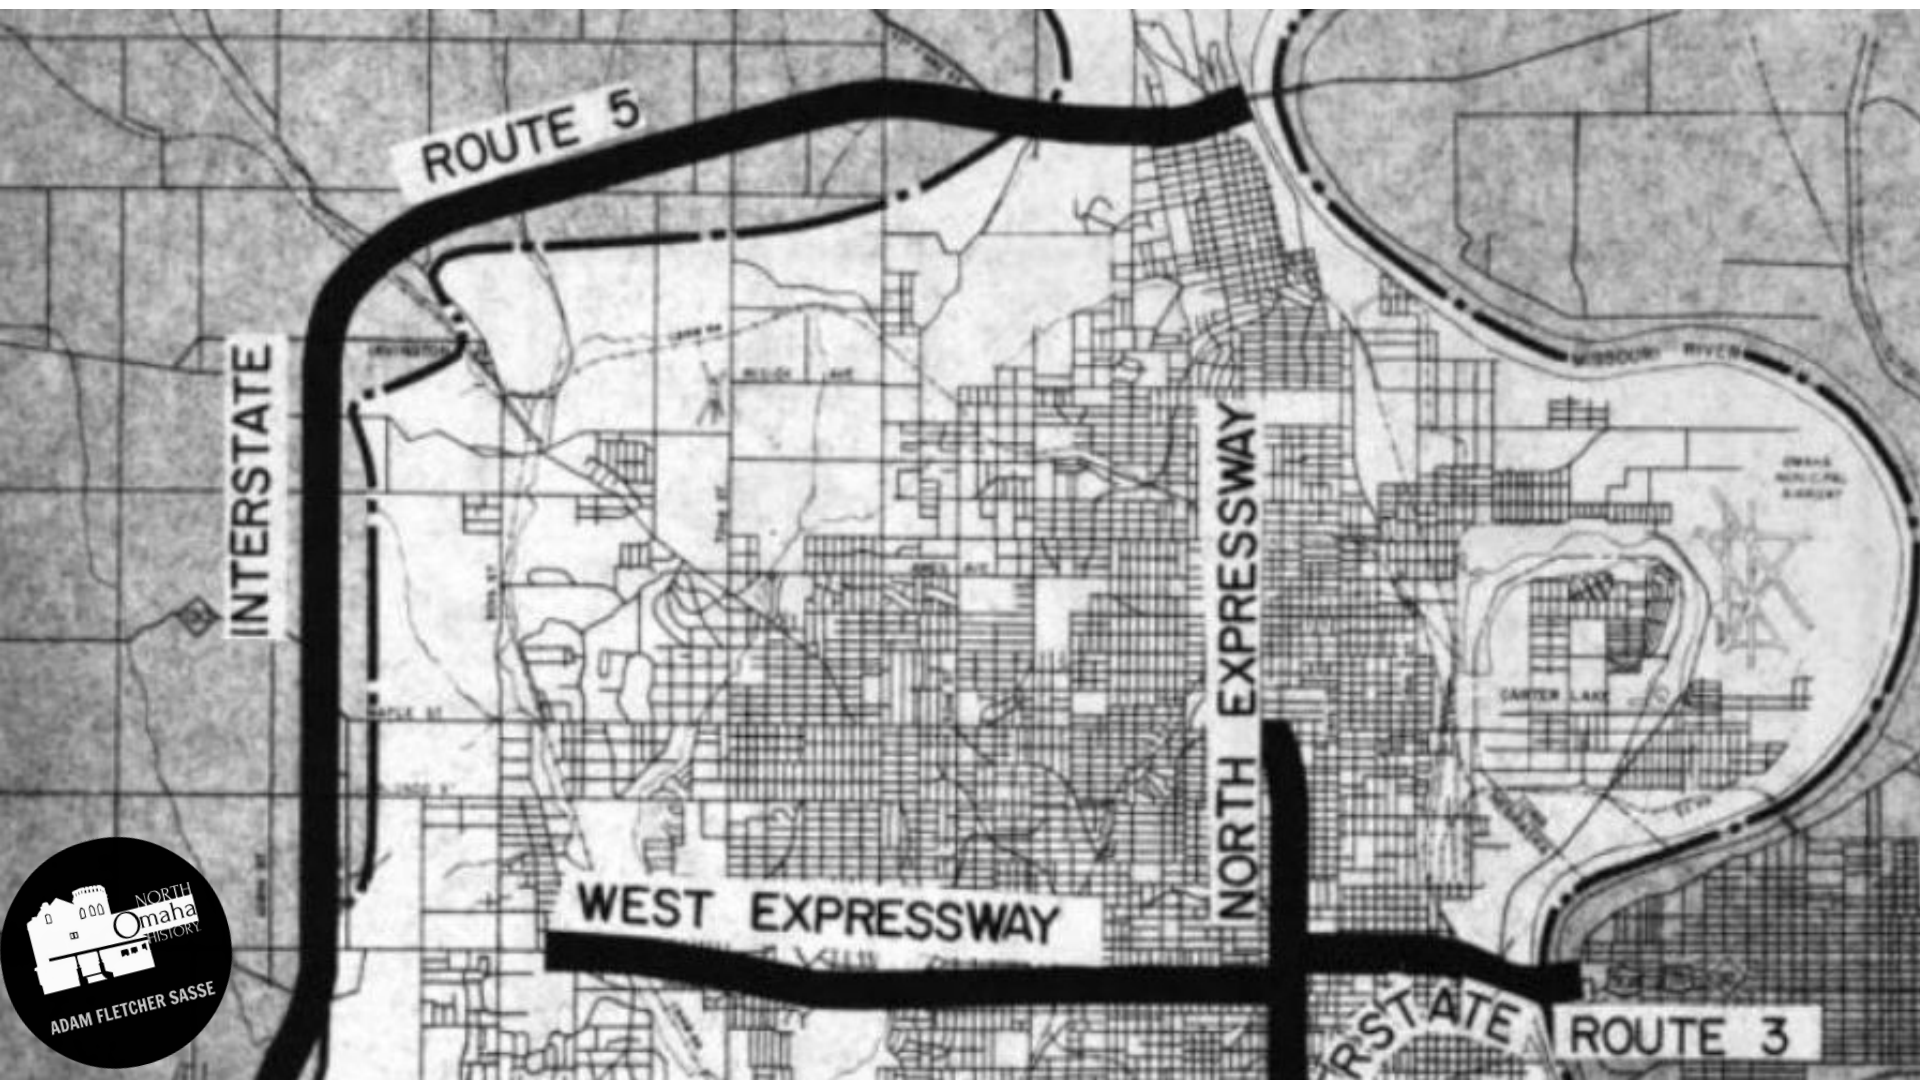 ROUTE 5
MISSOURI RIVER
INTERSTATE
NORTH EXPRESSWAY
CARTER LAKE
WEST EXPRESSWAY
ROUTE 3
NORTH
Omaha
HISTORY
ADAM FLETCHER SASSE